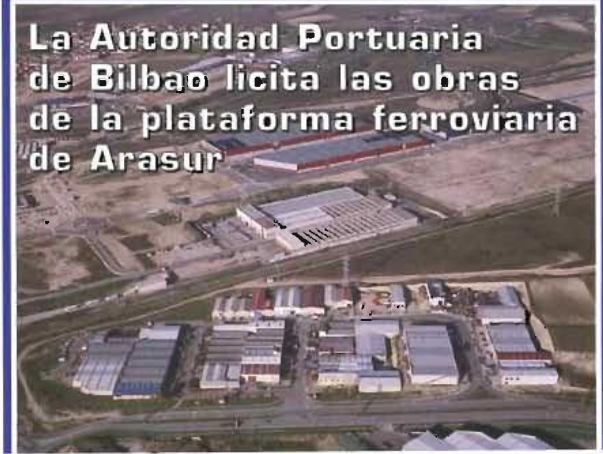 La Autoridad Portuaria
de Bilbao licita las obras
de la plataforma ferroviaria
de Arasur